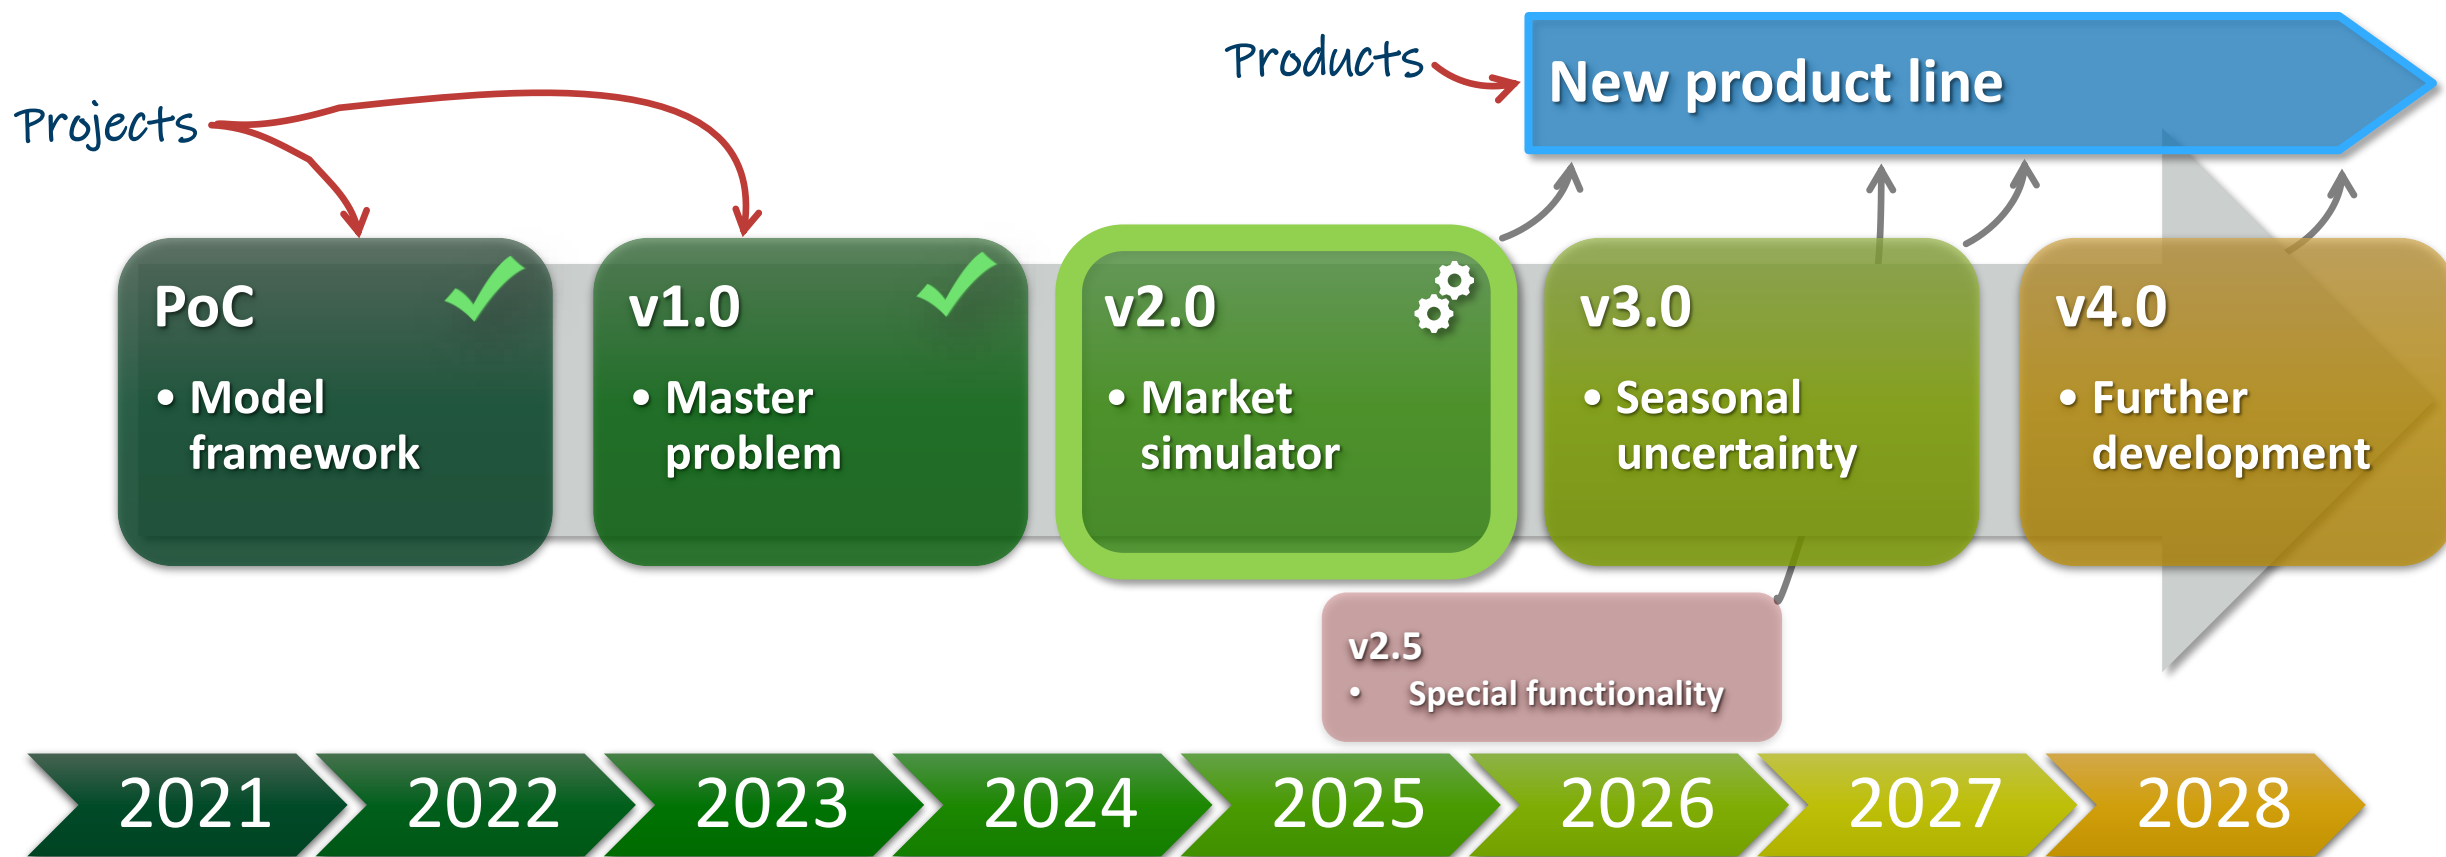 Products
New product line
Projects
PoC
• Model
framework
v1.0
• Master
problem
v2.0
• Market
simulator
v3.0
• Seasonal
uncertainty
v4.0
• Further
development
v2.5
• Special functionality
2021 2022 2023 2024 2025 2026 2027 2028